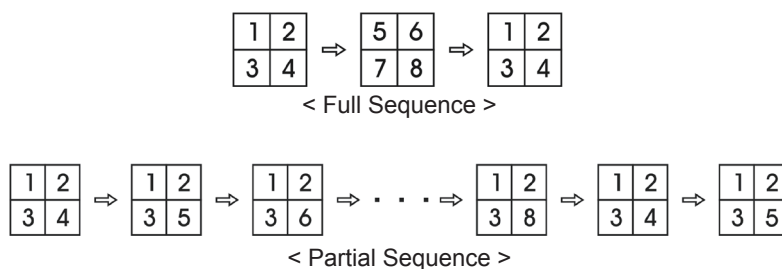 1 2 ⇨ 5 6 ⇨ 1 2
3 4 7 8 3 4
< Full Sequence >
1 2 ⇨ 1 2 ⇨ 1 2 ⇨ · · · ⇨ 1 2 ⇨ 1 2 ⇨ 1 2
3 4 3 5 3 6 3 8 3 4 3 5
< Partial Sequence >